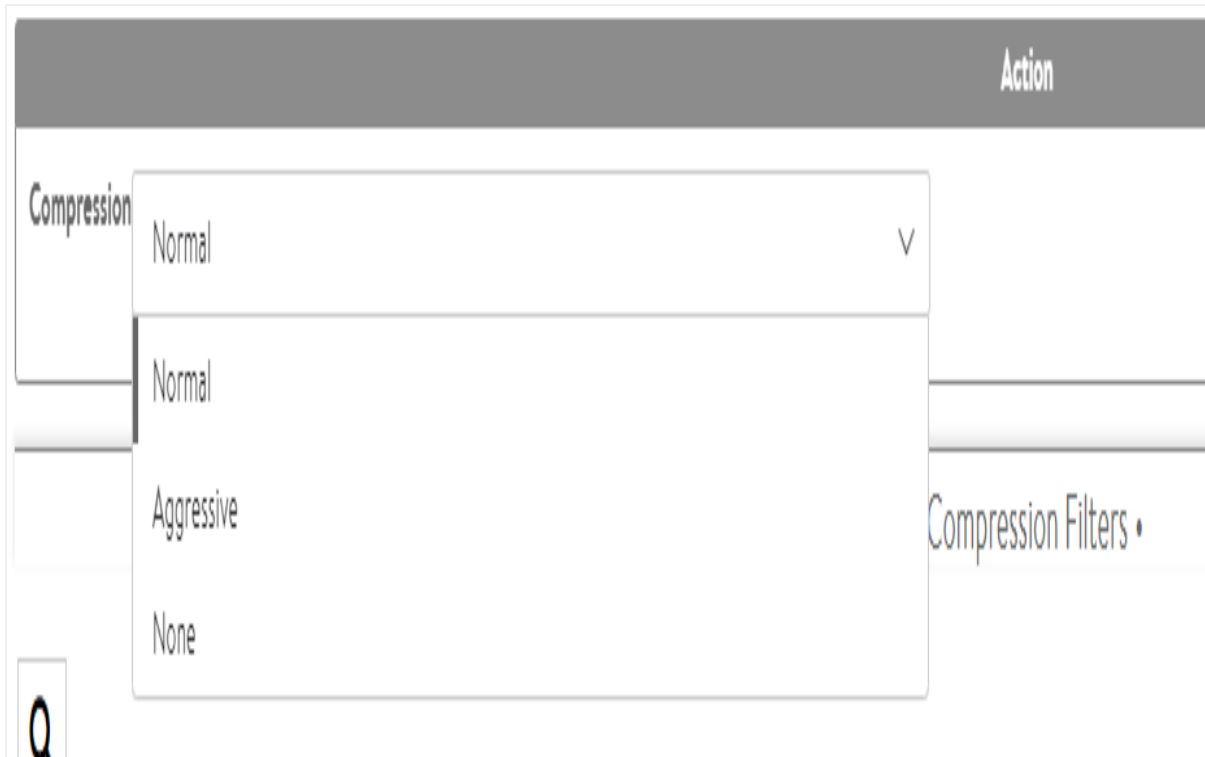 Action
Compression
Normal
Normal
Aggressive
None
Compression Filters •